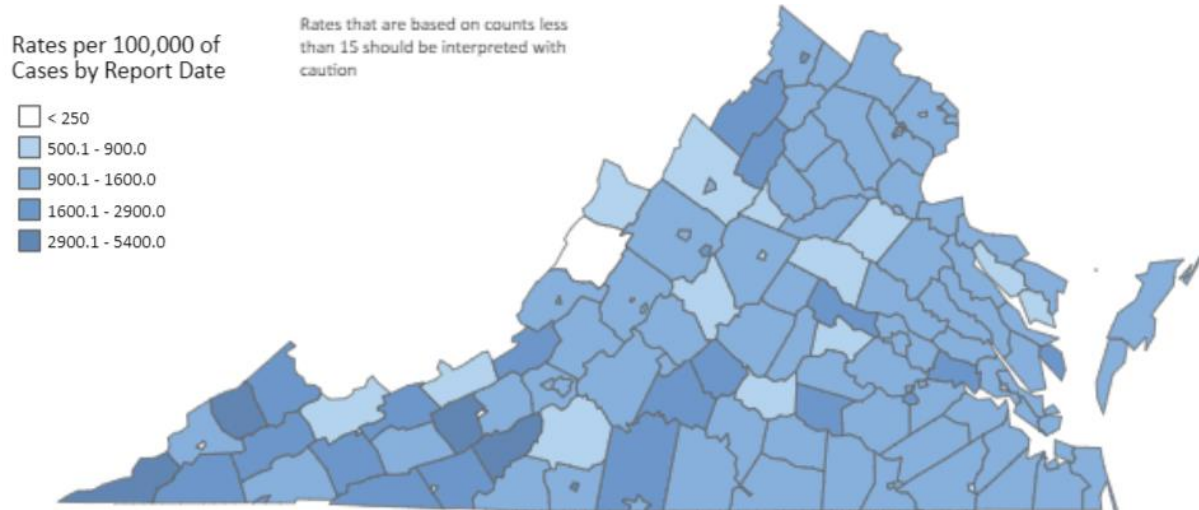 Rates per 100,000 of
Cases by Report Date
Rates that are based on counts less
than 15 should be interpreted with
caution
< 250
500.1 - 900.0
900.1 - 1600.0
1600.1 - 2900.0
2900.1 - 5400.0